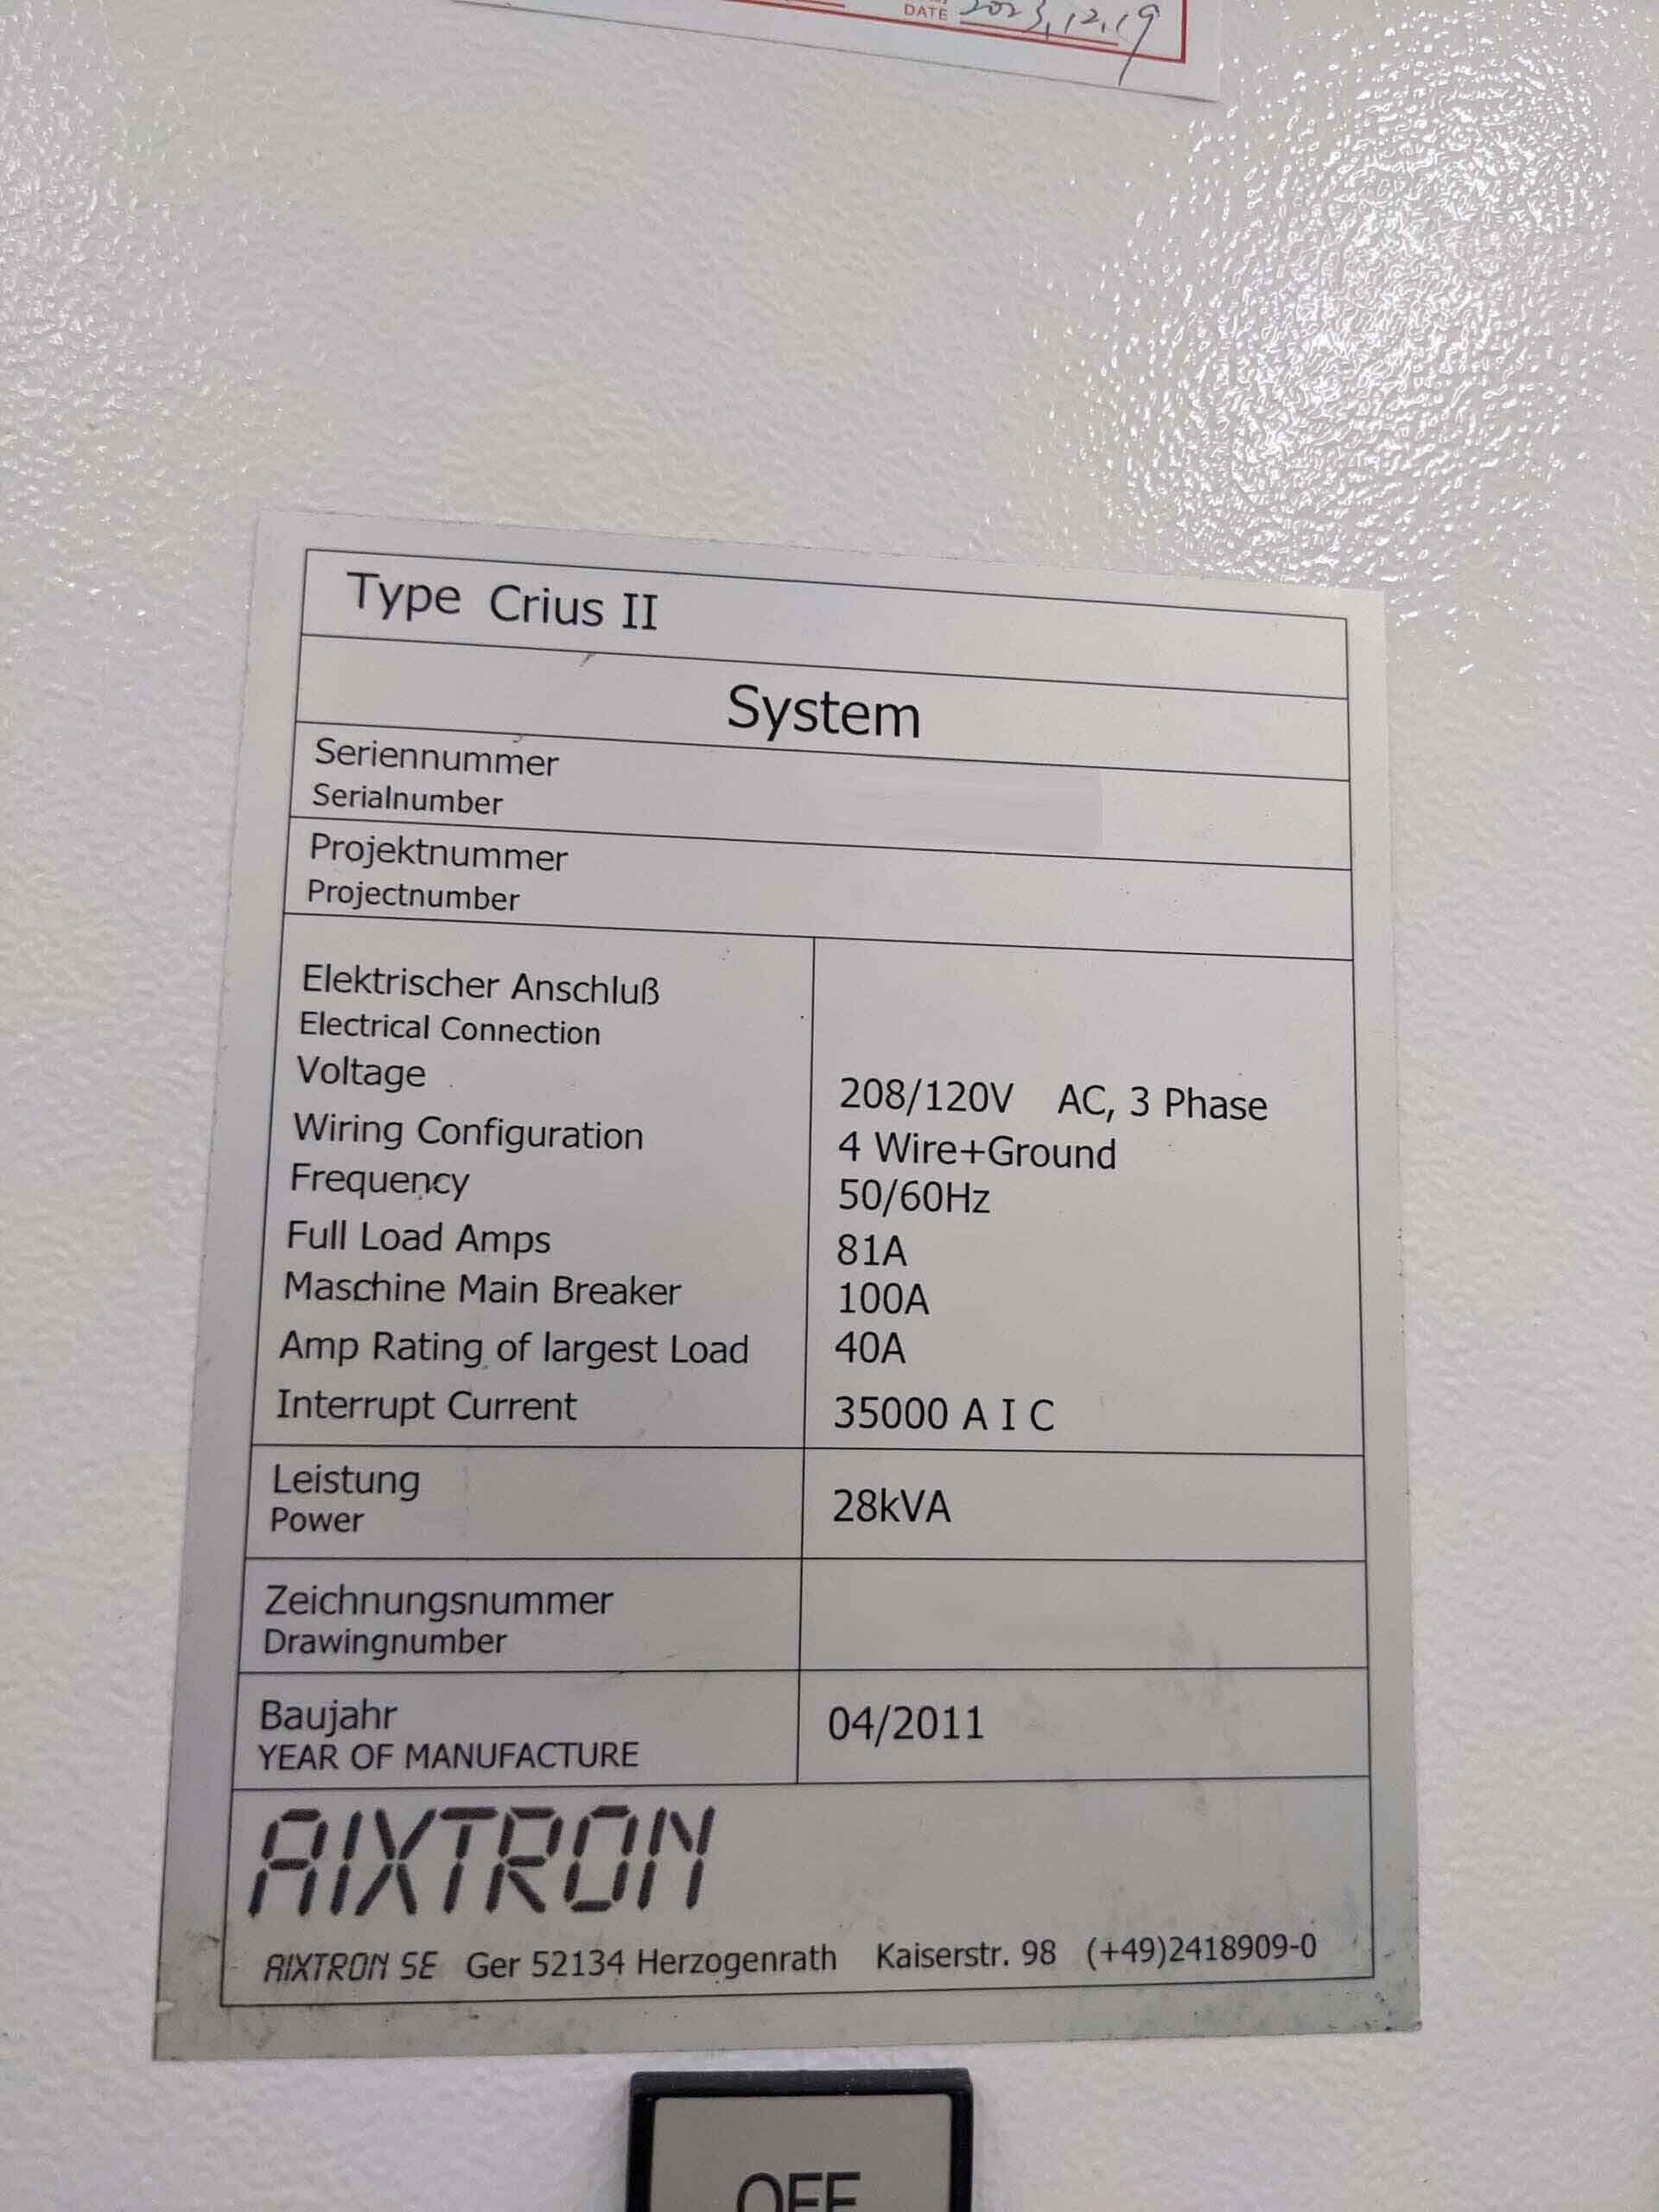 DATE 2023.12.19
Type Crius II
System
Seriennummer
Serialnumber
Projektnummer
Projectnumber
Elektrischer Anschluß
Electrical Connection
Voltage 208/120V AC, 3 Phase
Wiring Configuration 4 Wire+Ground
Frequency 50/60Hz
Full Load Amps 81A
Maschine Main Breaker 100A
Amp Rating of largest Load 40A
Interrupt Current 35000 A I C
Leistung
Power 28kVA
Zeichnungsnummer
Drawingnumber
Baujahr
YEAR OF MANUFACTURE 04/2011
AIXTRON
AIXTRON SE Ger 52134 Herzogenrath Kaiserstr. 98 (+49)2418909-0
OFF